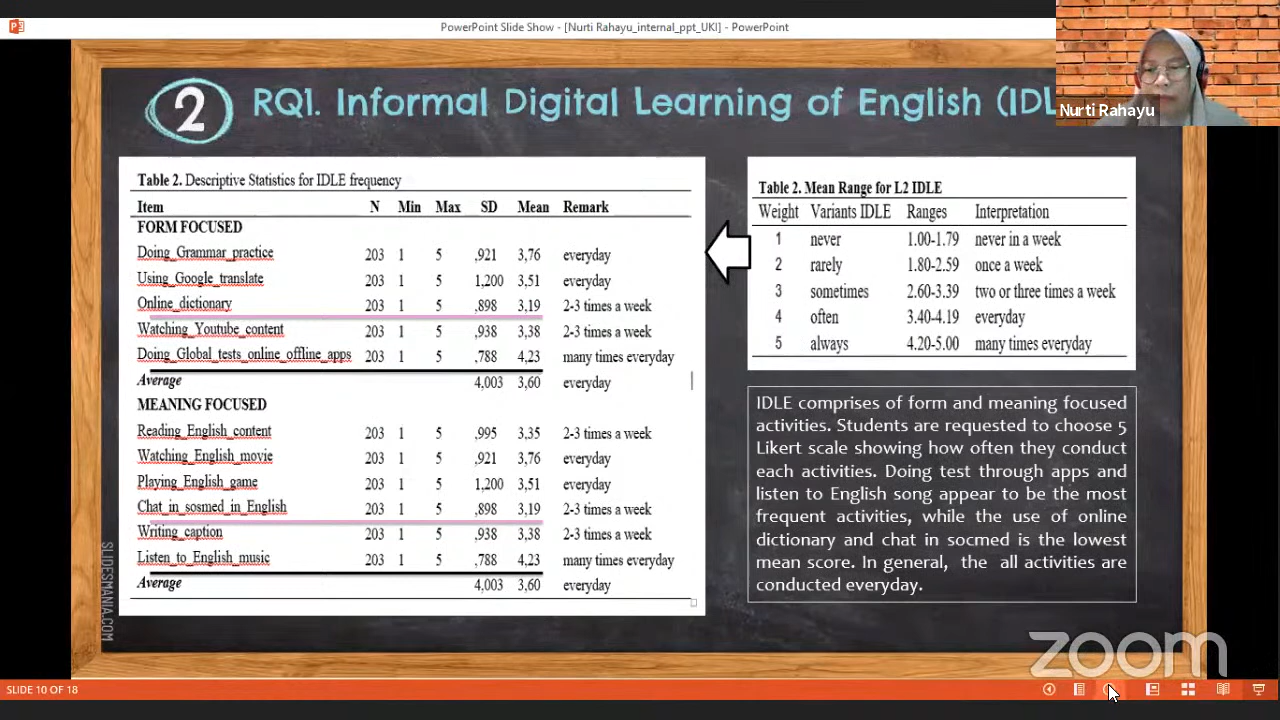 PowerPoint Slide Show - [Nurti Rahayu_internal_ppt_UKI] - PowerPoint
Nurti Rahayu
2 RQ1. Informal Digital Learning of English (IDL
Table 2. Descriptive Statistics for IDLE frequency
Item N Min Max SD Mean Remark
FORM FOCUSED
Doing_Grammar_practice 203 1 5 ,921 3,76 everyday
Using_Google_translate 203 1 5 1,200 3,51 everyday
Online_dictionary 203 1 5 ,898 3,19 2-3 times a week
Watching_Youtube_content 203 1 5 ,938 3,38 2-3 times a week
Doing_Global_tests_online_offline_apps 203 1 5 ,788 4,23 many times everyday
Average 4,003 3,60 everyday
MEANING FOCUSED
Reading_English_content 203 1 5 ,995 3,35 2-3 times a week
Watching_English_movie 203 1 5 ,921 3,76 everyday
Playing_English_game 203 1 5 1,200 3,51 everyday
Chat_in_sosmed_in_English 203 1 5 ,898 3,19 2-3 times a week
Writing_caption 203 1 5 ,938 3,38 2-3 times a week
Listen_to_English_music 203 1 5 ,788 4,23 many times everyday
Average 4,003 3,60 everyday
Table 2. Mean Range for L2 IDLE
Weight Variants IDLE Ranges Interpretation
1 never 1.00-1.79 never in a week
2 rarely 1.80-2.59 once a week
3 sometimes 2.60-3.39 two or three times a week
4 often 3.40-4.19 everyday
5 always 4.20-5.00 many times everyday
IDLE comprises of form and meaning focused
activities. Students are requested to choose 5
Likert scale showing how often they conduct
each activities. Doing test through apps and
listen to English song appear to be the most
frequent activities, while the use of online
dictionary and chat in socmed is the lowest
mean score. In general, the all activities are
conducted everyday.
SLIDESMANIA.COM
zoom
SLIDE 10 OF 18